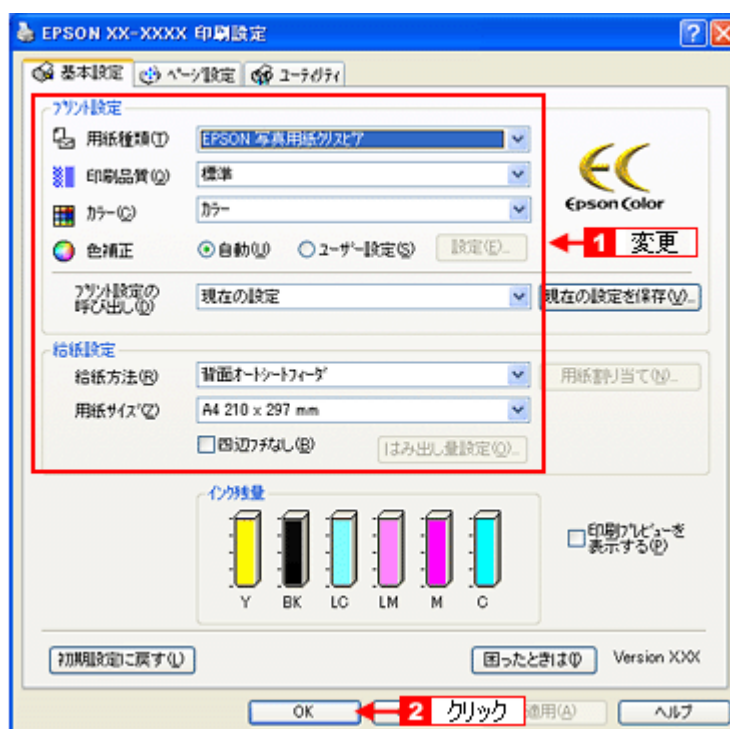 EPSON XX-XXXX 印刷設定
基本設定 ページ設定 ユーティリティ
プリント設定
用紙種類(T) EPSON 写真用紙クリスピア
印刷品質(Q) 標準
カラー(C) カラー
色補正 自動(U) ユーザー設定(S) 設定(E)...
Epson Color
1 変更
プリント設定の
呼び出し(D) 現在の設定 現在の設定を保存(V)...
給紙設定
給紙方法(R) 背面オートシートフィーダ 用紙割り当て(N)...
用紙サイズ(Z) A4 210 x 297 mm
四辺フチなし(B) はみ出し量設定(O)...
インク残量
Y BK LC LM M C
印刷プレビューを
表示する(P)
初期設定に戻す(L) 困ったときは(I) Version XXX
OK 2 クリック 適用(A) ヘルプ